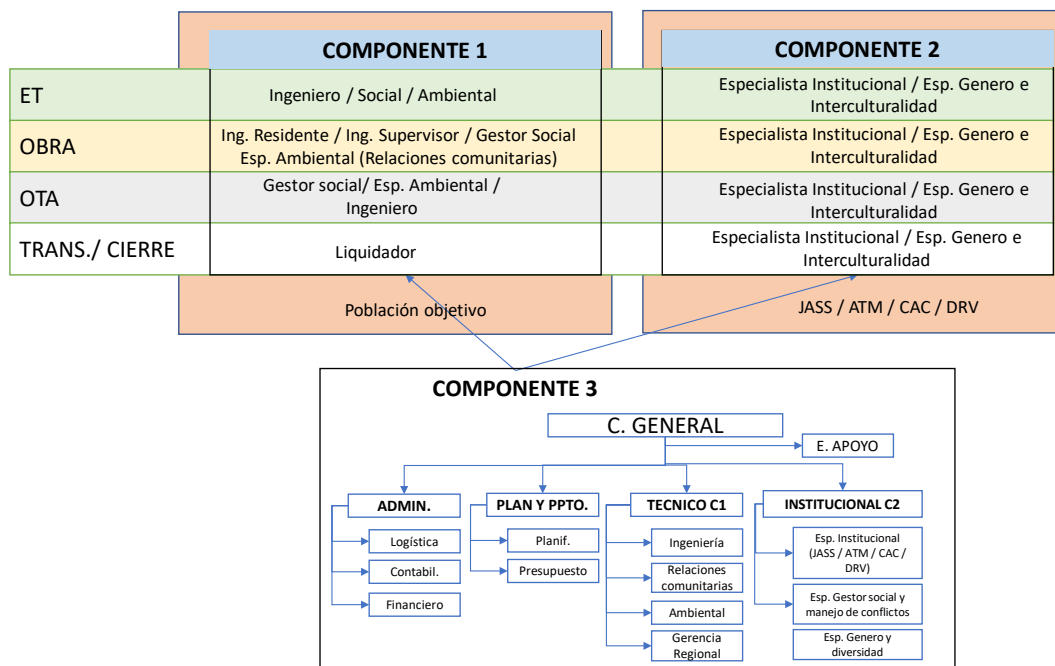 COMPONENTE 1
COMPONENTE 2
ET
Ingeniero / Social / Ambiental
Especialista Institucional / Esp. Genero e
Interculturalidad
OBRA
Ing. Residente / Ing. Supervisor / Gestor Social
Esp. Ambiental (Relaciones comunitarias)
Especialista Institucional / Esp. Genero e
Interculturalidad
OTA
Gestor social/ Esp. Ambiental /
Ingeniero
Especialista Institucional / Esp. Genero e
Interculturalidad
TRANS./ CIERRE
Liquidador
Especialista Institucional / Esp. Genero e
Interculturalidad
Población objetivo
JASS / ATM / CAC / DRV
COMPONENTE 3
C. GENERAL
E. APOYO
ADMIN.
Logística
Contabil.
Financiero
PLAN Y PPTO.
Planif.
Presupuesto
TECNICO C1
Ingeniería
Relaciones
comunitarias
Ambiental
Gerencia
Regional
INSTITUCIONAL C2
Esp. Institucional
(JASS / ATM / CAC /
DRV)
Esp. Gestor social y
manejo de conflictos
Esp. Genero y
diversidad